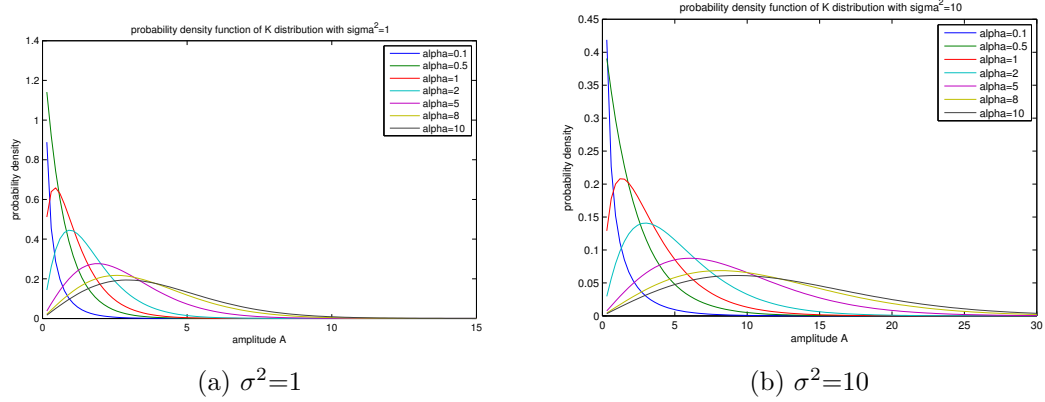 probability density function of K distribution with sigma²=1
1.4
1.2
1
0.8
0.6
0.4
0.2
0
probability density
alpha=0.1
alpha=0.5
alpha=1
alpha=2
alpha=5
alpha=8
alpha=10
0 5 10 15
amplitude A
(a) σ²=1
probability density function of K distribution with sigma²=10
0.45
0.4
0.35
0.3
0.25
0.2
0.15
0.1
0.05
0
probability density
alpha=0.1
alpha=0.5
alpha=1
alpha=2
alpha=5
alpha=8
alpha=10
0 5 10 15 20 25 30
amplitude A
(b) σ²=10